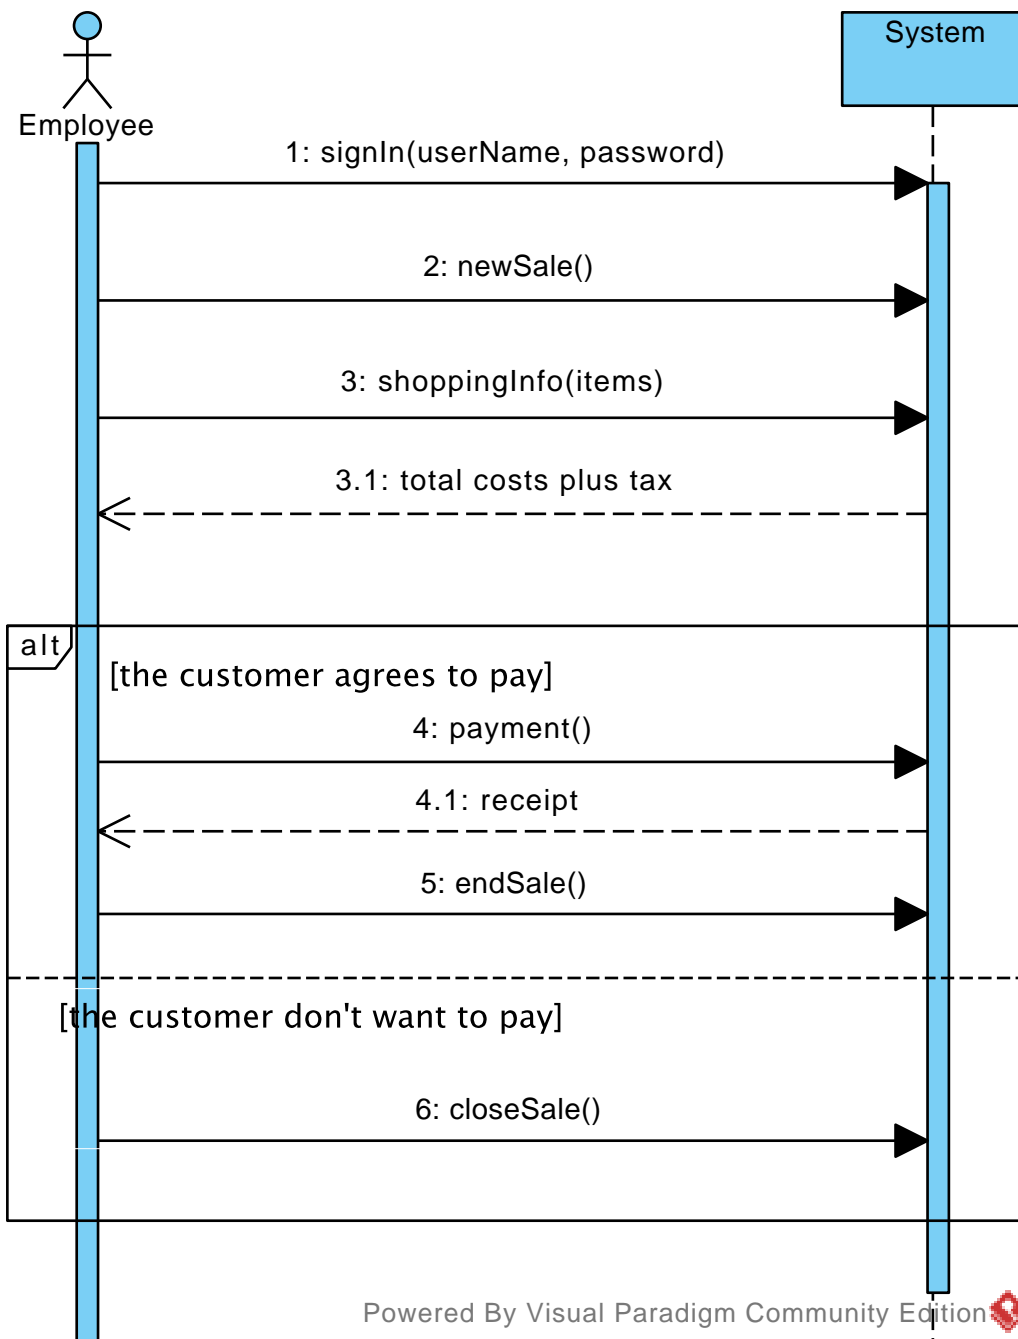 System
Employee
1: signIn(userName, password)
2: newSale()
3: shoppingInfo(items)
3.1: total costs plus tax
alt
[the customer agrees to pay]
4: payment()
4.1: receipt
5: endSale()
[the customer don't want to pay]
6: closeSale()
Powered By Visual Paradigm Community Edition